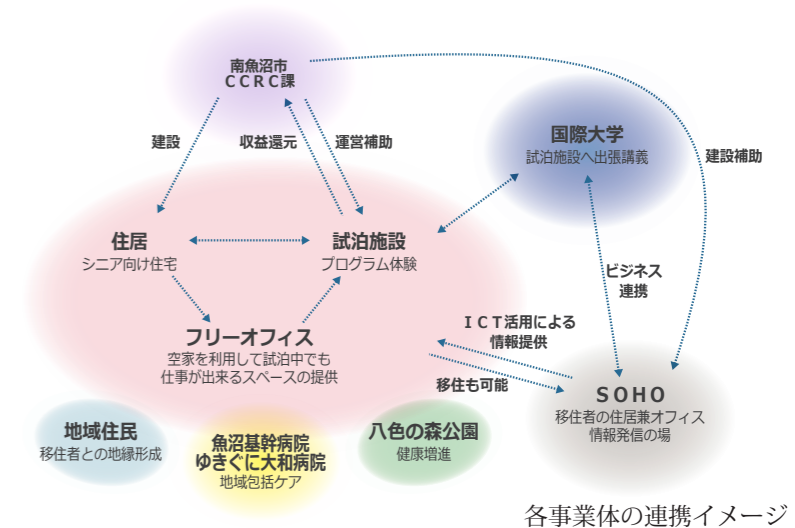 南魚沼市
ＣＣＲＣ課
建設
収益還元
運営補助
国際大学
試泊施設へ出張講義
建設補助
住居
シニア向け住宅
試泊施設
プログラム体験
ビジネス
連携
フリーオフィス
空家を利用して試泊中でも
仕事が出来るスペースの提供
ＩＣＴ活用による
情報提供
移住も可能
ＳＯＨＯ
移住者の住居兼オフィス
情報発信の場
地域住民
移住者との地縁形成
魚沼基幹病院
ゆきぐに大和病院
地域包括ケア
八色の森公園
健康増進
各事業体の連携イメージ